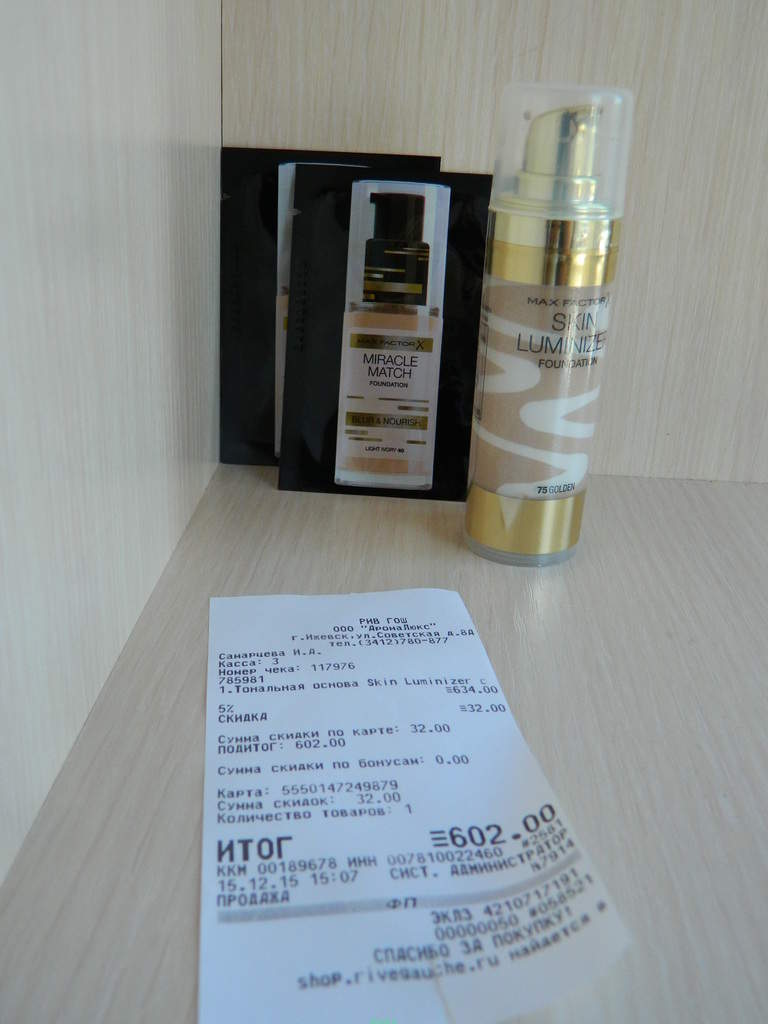 MAX FACTOR X
MIRACLE
MATCH
FOUNDATION
BLUR & NOURISH
LIGHT IVORY 40
MAX FACTOR X
SKIN
LUMINIZE
FOUNDATION
75 GOLDEN
РИВ ГОШ
ООО "АромаЛюкс"
г.Ижевск,ул.Советская д.8А
тел.(3412)780-877
Санарцева И.А.
Касса: 3
Номер чека: 117976
785981
1.Тональная основа Skin Luminizer с
≡634.00
5% ≡32.00
СКИДКА
Сумма скидки по карте: 32.00
ПОДИТОГ: 602.00
Сумма скидки по бонусам: 0.00
Карта: 5550147249879
Сумма скидок: 32.00
Количество товаров: 1
ИТОГ ≡602.00
ККМ 00189678 ИНН 007810022460 #2581
15.12.15 15:07 СИСТ. АДМИНИСТРАТОР
ПРОДАЖА №7914
ФП
ЭКЛЗ 4210717191
00000050 #058521
СПАСИБО ЗА ПОКУПКУ!
shop.rivegauche.ru найдется